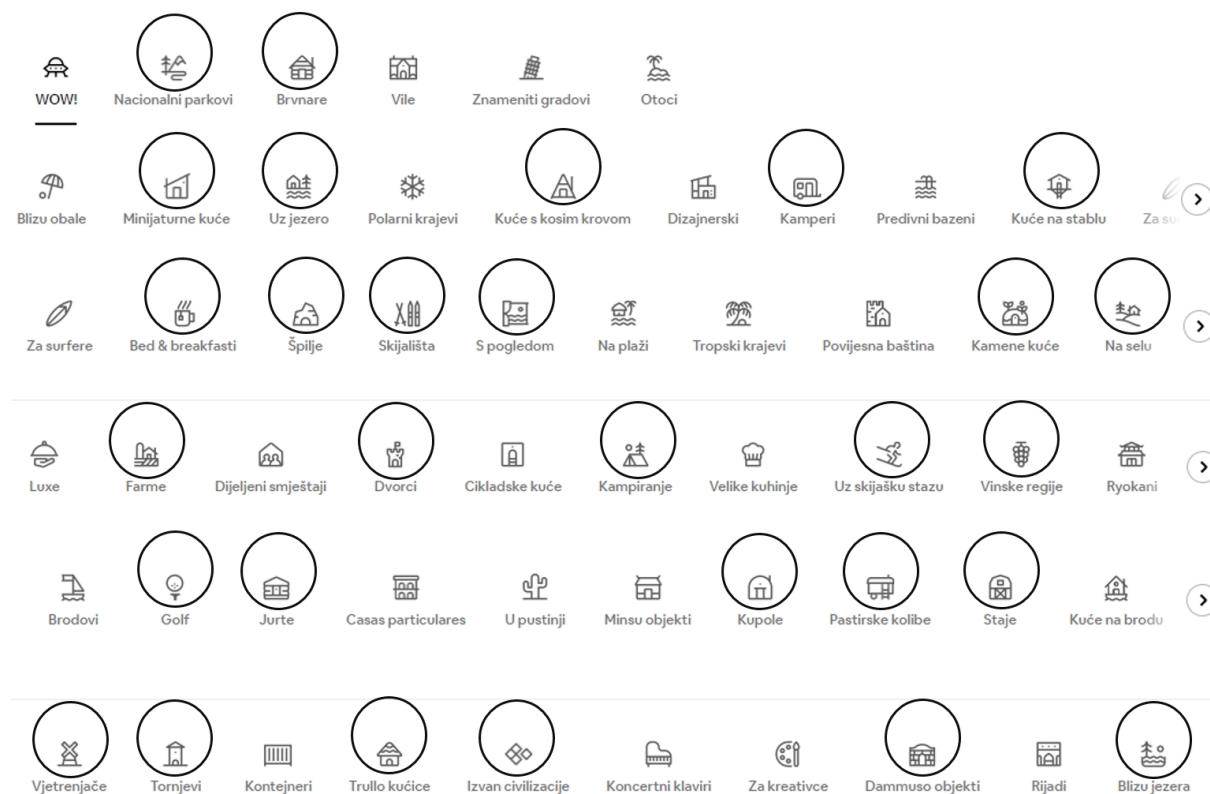 WOW! Nacionalni parkovi Brvnare Vile Znameniti gradovi Otoci
Blizu obale Minijaturne kuće Uz jezero Polarni krajevi Kuće s kosim krovom Dizajnerski Kamperi Predivni bazeni Kuće na stablu Za su
Za surfere Bed & breakfasti Špilje Skijališta S pogledom Na plaži Tropski krajevi Povijesna baština Kamene kuće Na selu
Luxe Farme Dijeljeni smještaji Dvorci Cikladske kuće Kampiranje Velike kuhinje Uz skijašku stazu Vinske regije Ryokani
Brodovi Golf Jurte Casas particulares U pustinji Minsu objekti Kupole Pastirske kolibe Staje Kuće na brodu
Vjetrenjače Tornjevi Kontejneri Trullo kućice Izvan civilizacije Koncertni klaviri Za kreativce Dammuso objekti Rijadi Blizu jezera